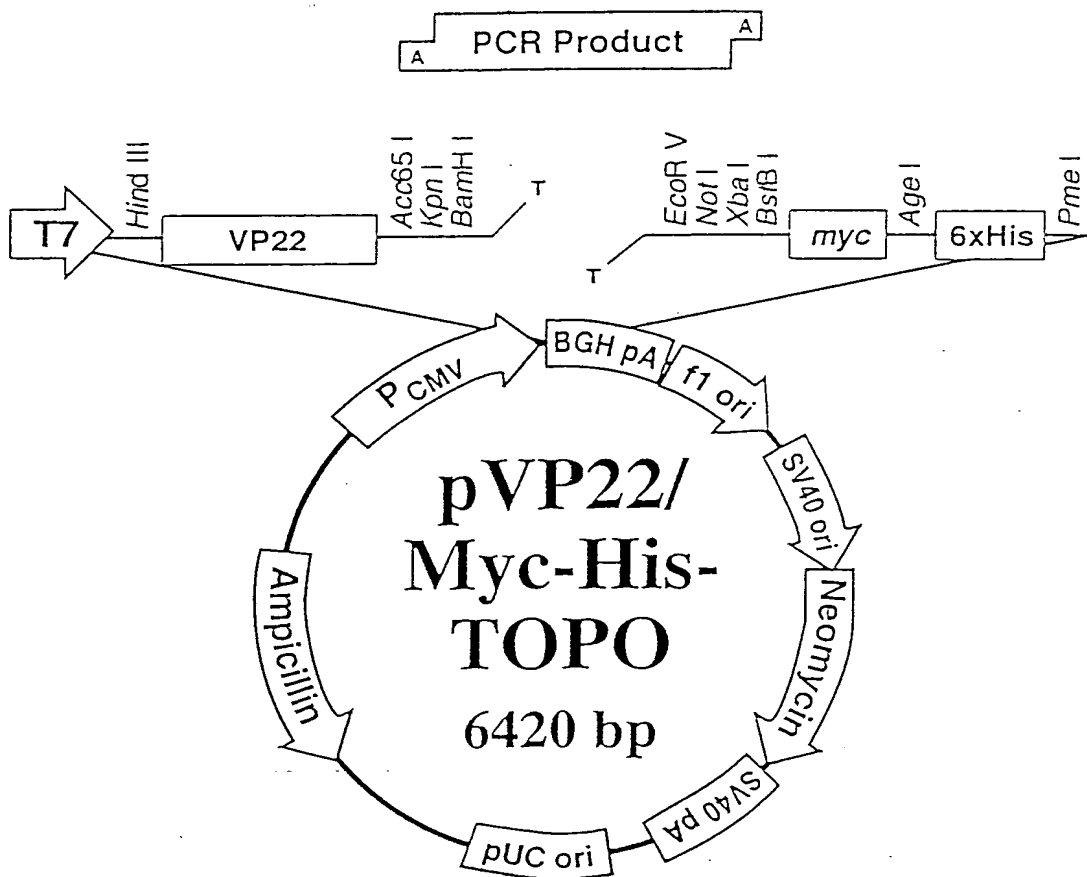 A PCR Product A
T7
Hind III
VP22
Acc65 I
Kpn I
BamH I
T
T
EcoR V
Not I
Xba I
BstB I
myc
Age I
6xHis
Pme I
PCMV
BGH pA
f1 ori
SV40 ori
Neomycin
SV40 pA
pUC ori
Ampicillin
pVP22/
Myc-His-
TOPO
6420 bp